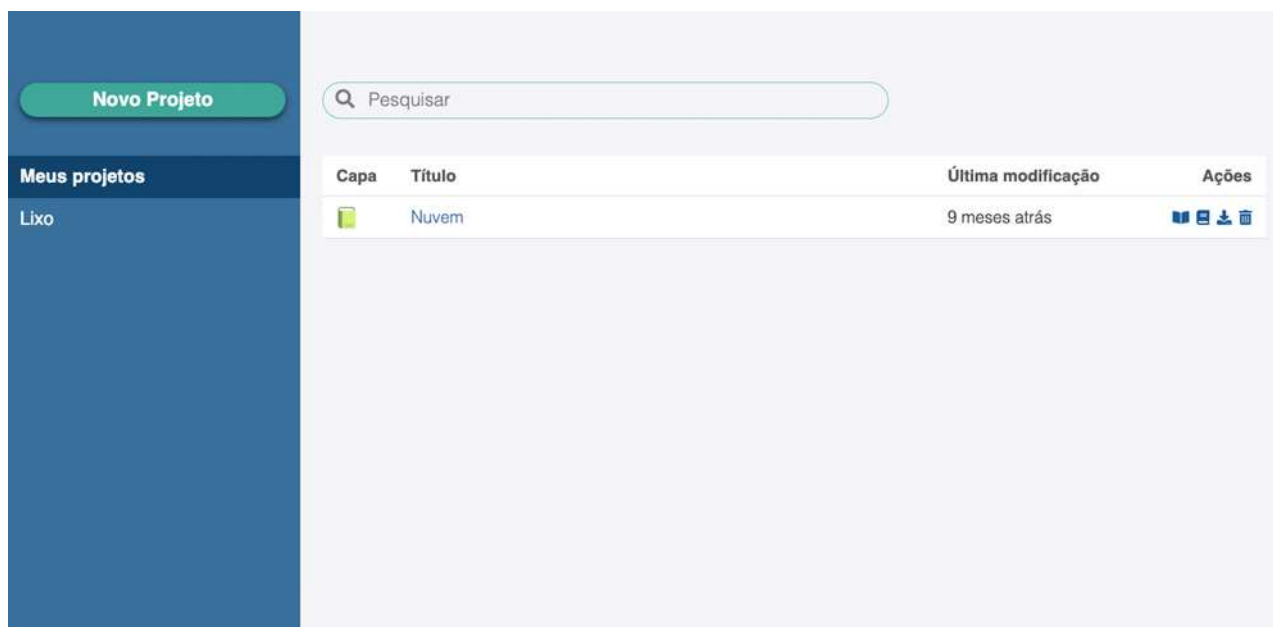 Novo Projeto
Pesquisar
Meus projetos
Capa Título Última modificação Ações
Lixo
Nuvem 9 meses atrás